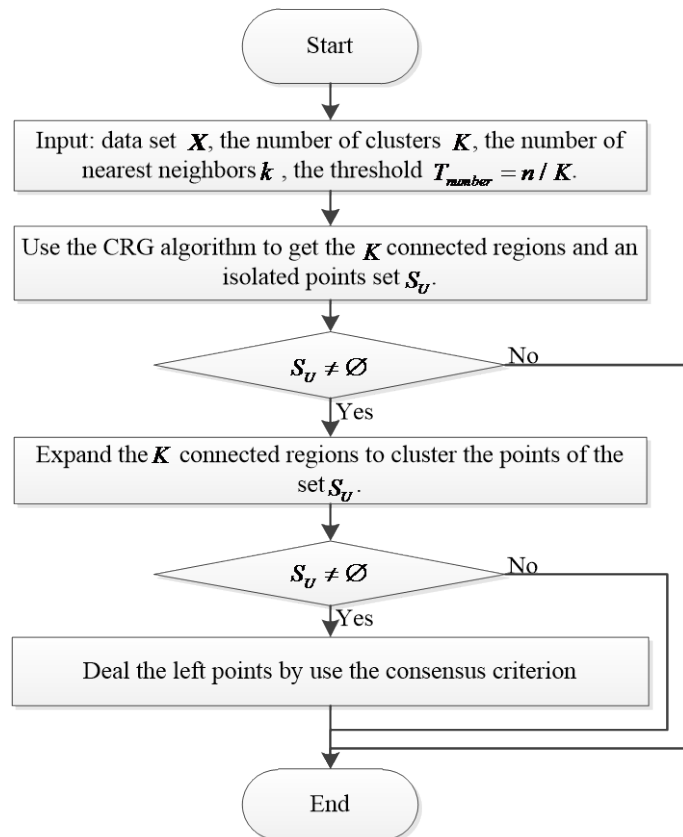 Start
Input: data set X, the number of clusters K, the number of
nearest neighbors k , the threshold T_number = n / K.
Use the CRG algorithm to get the K connected regions and an
isolated points set S_U.
S_U ≠ ∅
No
Yes
Expand the K connected regions to cluster the points of the
set S_U.
S_U ≠ ∅
No
Yes
Deal the left points by use the consensus criterion
End